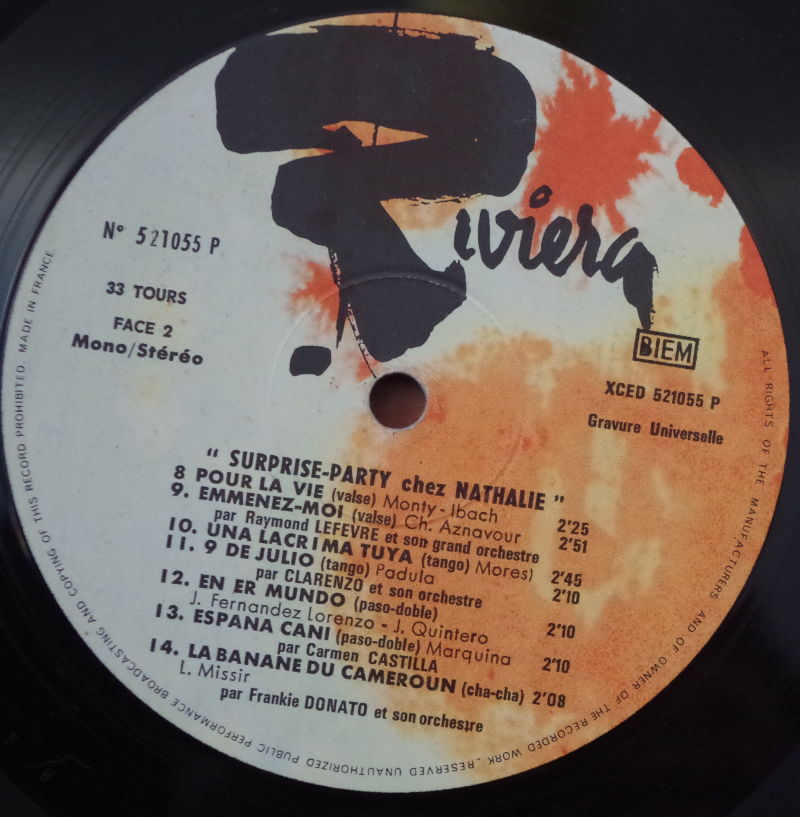 Riviera
N° 521055 P
33 TOURS
FACE 2
Mono/Stéréo
BIEM
XCED 521055 P
Gravure Universelle
" SURPRISE-PARTY chez NATHALIE "
8 POUR LA VIE (valse) Monty - Ibach 2'25
9. EMMENEZ-MOI (valse) Ch. Aznavour 2'51
par Raymond LEFEVRE et son grand orchestre
10. UNA LACRIMA TUYA (tango) Mores) 2'45
11. 9 DE JULIO (tango) Padula 2'10
par CLARENZO et son orchestre
12. EN ER MUNDO (paso-doble)
J. Fernandez Lorenzo - J. Quintero 2'10
13. ESPANA CANI (paso-doble) Marquina 2'10
par Carmen CASTILLA
14. LA BANANE DU CAMEROUN (cha-cha) 2'08
L. Missir
par Frankie DONATO et son orchestre
ALL RIGHTS OF THE MANUFACTURERS AND OF OWNER OF THE RECORDED WORK. RESERVED UNAUTHORIZED PUBLIC PERFORMANCE BROADCASTING AND COPYING OF THIS RECORD PROHIBITED. MADE IN FRANCE